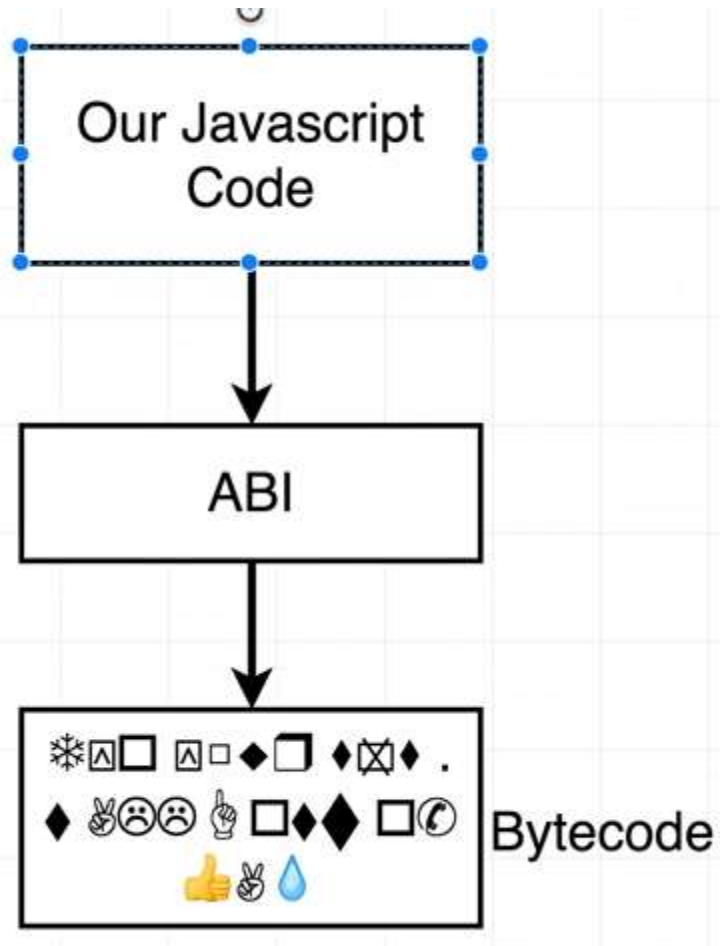 Our Javascript
Code
ABI
❄⍓□ ⍓▫◆❒ ⬧⌧⬧ .
⬧ ✌☹☹ ☝□⬧◆ □✆
👍✌💧
Bytecode